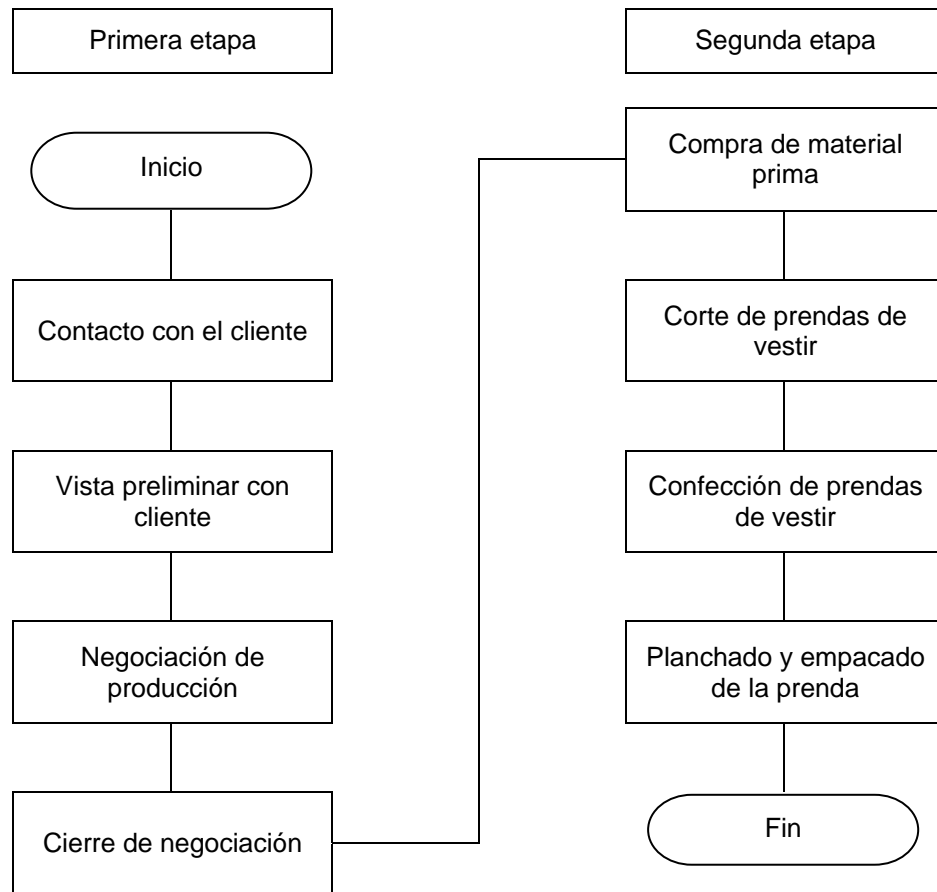 Primera etapa
Inicio
Contacto con el cliente
Vista preliminar con
cliente
Negociación de
producción
Cierre de negociación
Segunda etapa
Compra de material
prima
Corte de prendas de
vestir
Confección de prendas
de vestir
Planchado y empacado
de la prenda
Fin